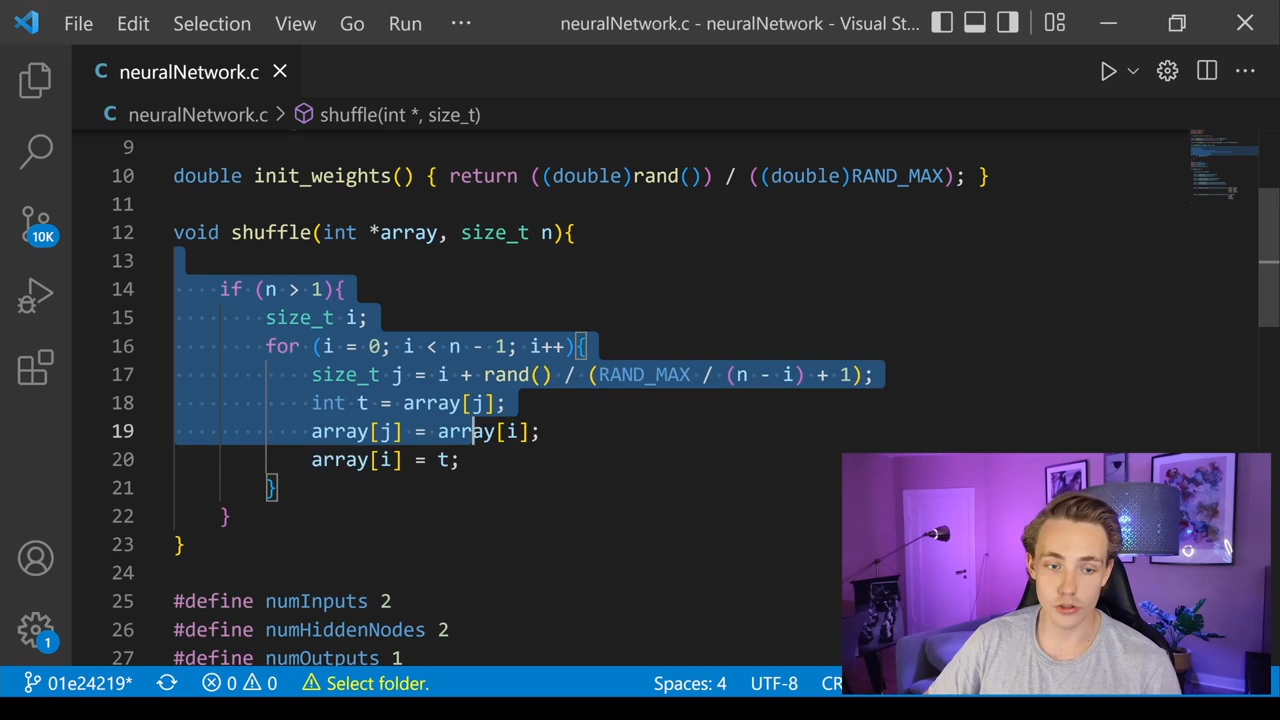 File Edit Selection View Go Run ··· neuralNetwork.c - neuralNetwork - Visual St...
C neuralNetwork.c
C neuralNetwork.c > shuffle(int *, size_t)
9
10 double init_weights() { return ((double)rand()) / ((double)RAND_MAX); }
11
12 void shuffle(int *array, size_t n){
13
14 if (n > 1){
15 size_t i;
16 for (i = 0; i < n - 1; i++){
17 size_t j = i + rand() / (RAND_MAX / (n - i) + 1);
18 int t = array[j];
19 array[j] = array[i];
20 array[i] = t;
21 }
22 }
23 }
24
25 #define numInputs 2
26 #define numHiddenNodes 2
27 #define numOutputs 1
10K
1
01e24219* 0 0 Select folder. Spaces: 4 UTF-8 CR